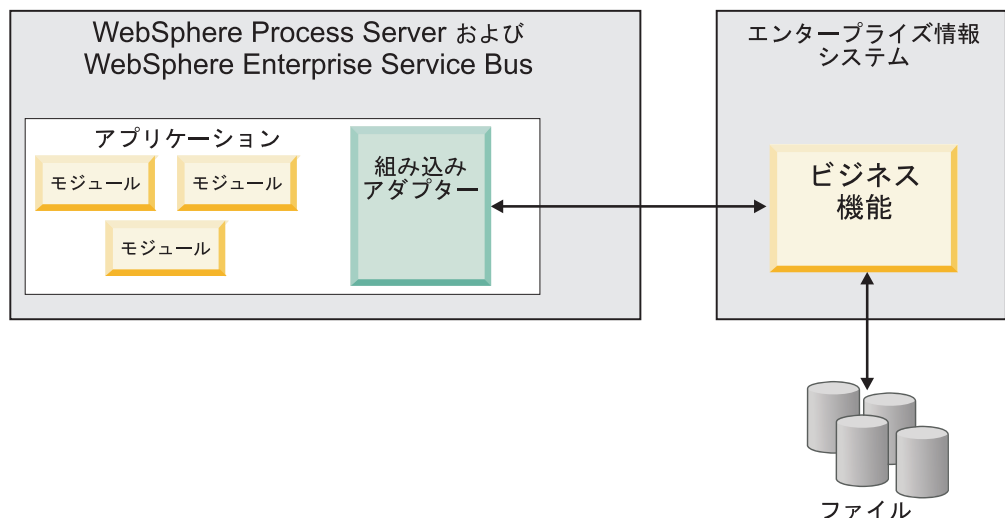 WebSphere Process Server および
WebSphere Enterprise Service Bus
アプリケーション
モジュール
モジュール
モジュール
組み込み
アダプター
エンタープライズ情報
システム
ビジネス
機能
ファイル